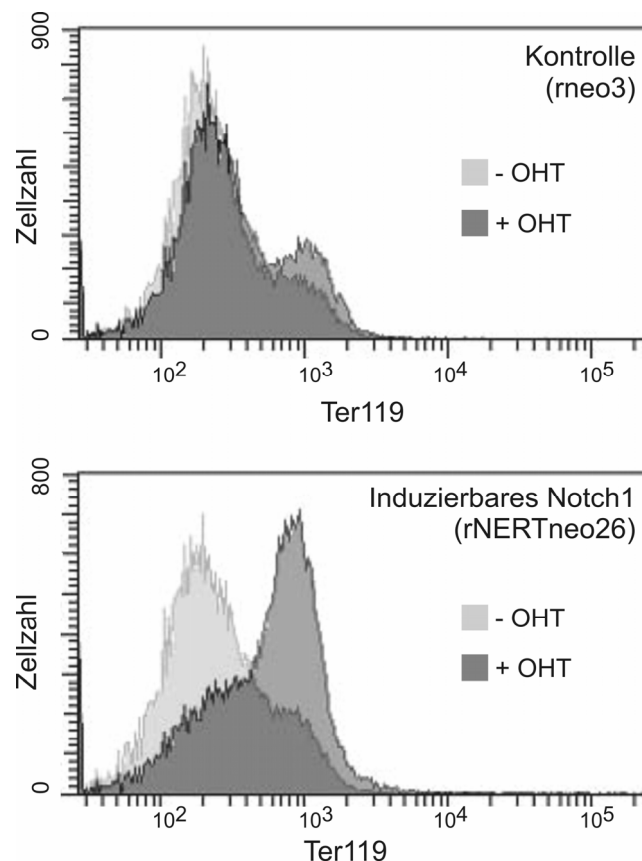 900
Kontrolle
(rneo3)
Zellzahl
- OHT
+ OHT
0
10²
10³
10⁴
10⁵
Ter119
800
Induzierbares Notch1
(rNERTneo26)
Zellzahl
- OHT
+ OHT
0
10²
10³
10⁴
10⁵
Ter119